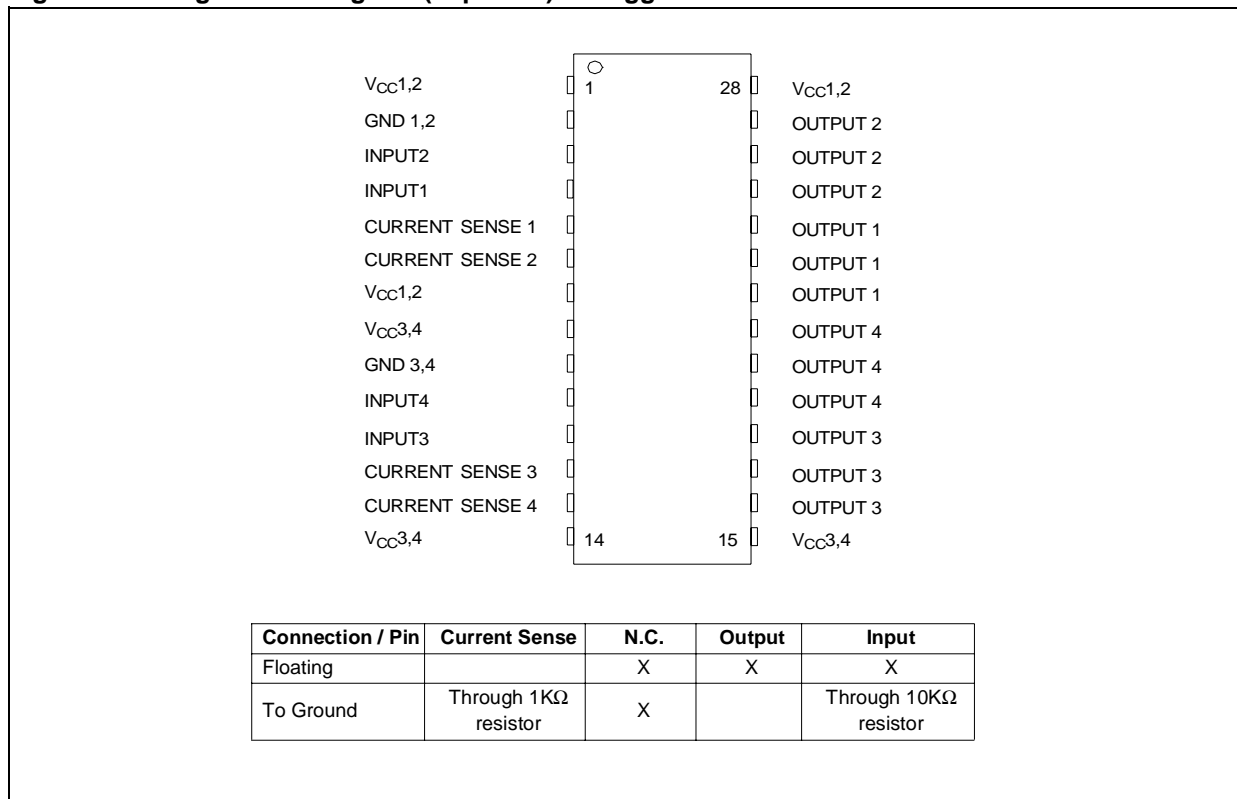 VCC1,2 1 28 VCC1,2
GND 1,2 OUTPUT 2
INPUT2 OUTPUT 2
INPUT1 OUTPUT 2
CURRENT SENSE 1 OUTPUT 1
CURRENT SENSE 2 OUTPUT 1
VCC1,2 OUTPUT 1
VCC3,4 OUTPUT 4
GND 3,4 OUTPUT 4
INPUT4 OUTPUT 4
INPUT3 OUTPUT 3
CURRENT SENSE 3 OUTPUT 3
CURRENT SENSE 4 OUTPUT 3
VCC3,4 14 15 VCC3,4
Connection / Pin Current Sense N.C. Output Input
Floating X X X
To Ground Through 1KΩ resistor X Through 10KΩ resistor